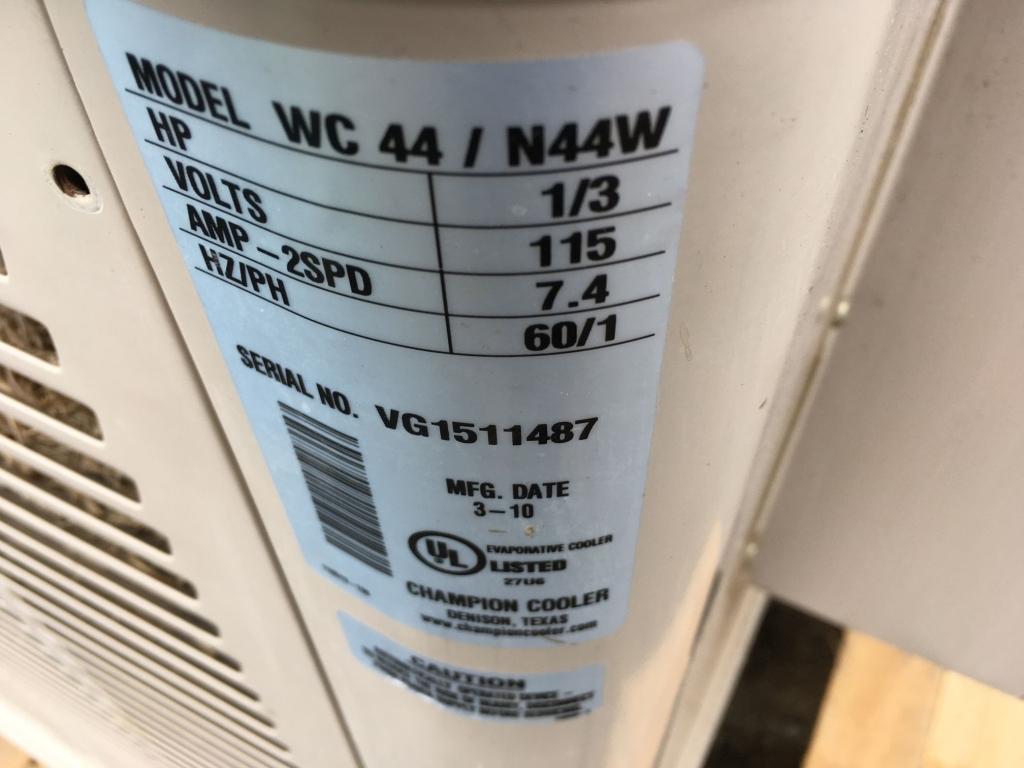 MODEL WC 44 / N44W
HP 1/3
VOLTS 115
AMP-2SPD 7.4
HZ/PH 60/1
SERIAL NO. VG1511487
MFG. DATE
3-10
UL EVAPORATIVE COOLER
LISTED
27U6
CHAMPION COOLER
DENISON, TEXAS
www.championcooler.com
CAUTION